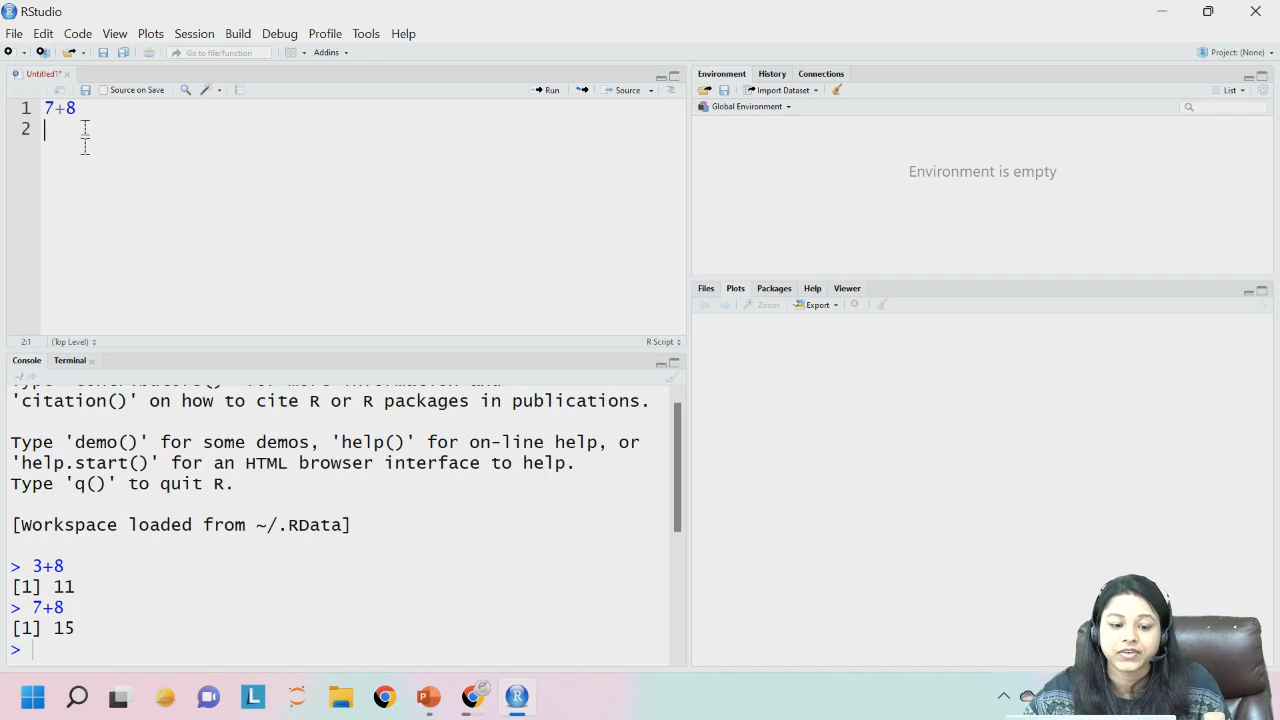 RStudio
File Edit Code View Plots Session Build Debug Profile Tools Help
Go to file/function Addins Project: (None)
Untitled1*
Source on Save Run Source
1 7+8
2
2:1 (Top Level) R Script
Console Terminal
~/
'citation()' on how to cite R or R packages in publications.
Type 'demo()' for some demos, 'help()' for on-line help, or
'help.start()' for an HTML browser interface to help.
Type 'q()' to quit R.
[Workspace loaded from ~/.RData]
> 3+8
[1] 11
> 7+8
[1] 15
>
Environment History Connections
Import Dataset List
Global Environment
Environment is empty
Files Plots Packages Help Viewer
Zoom Export